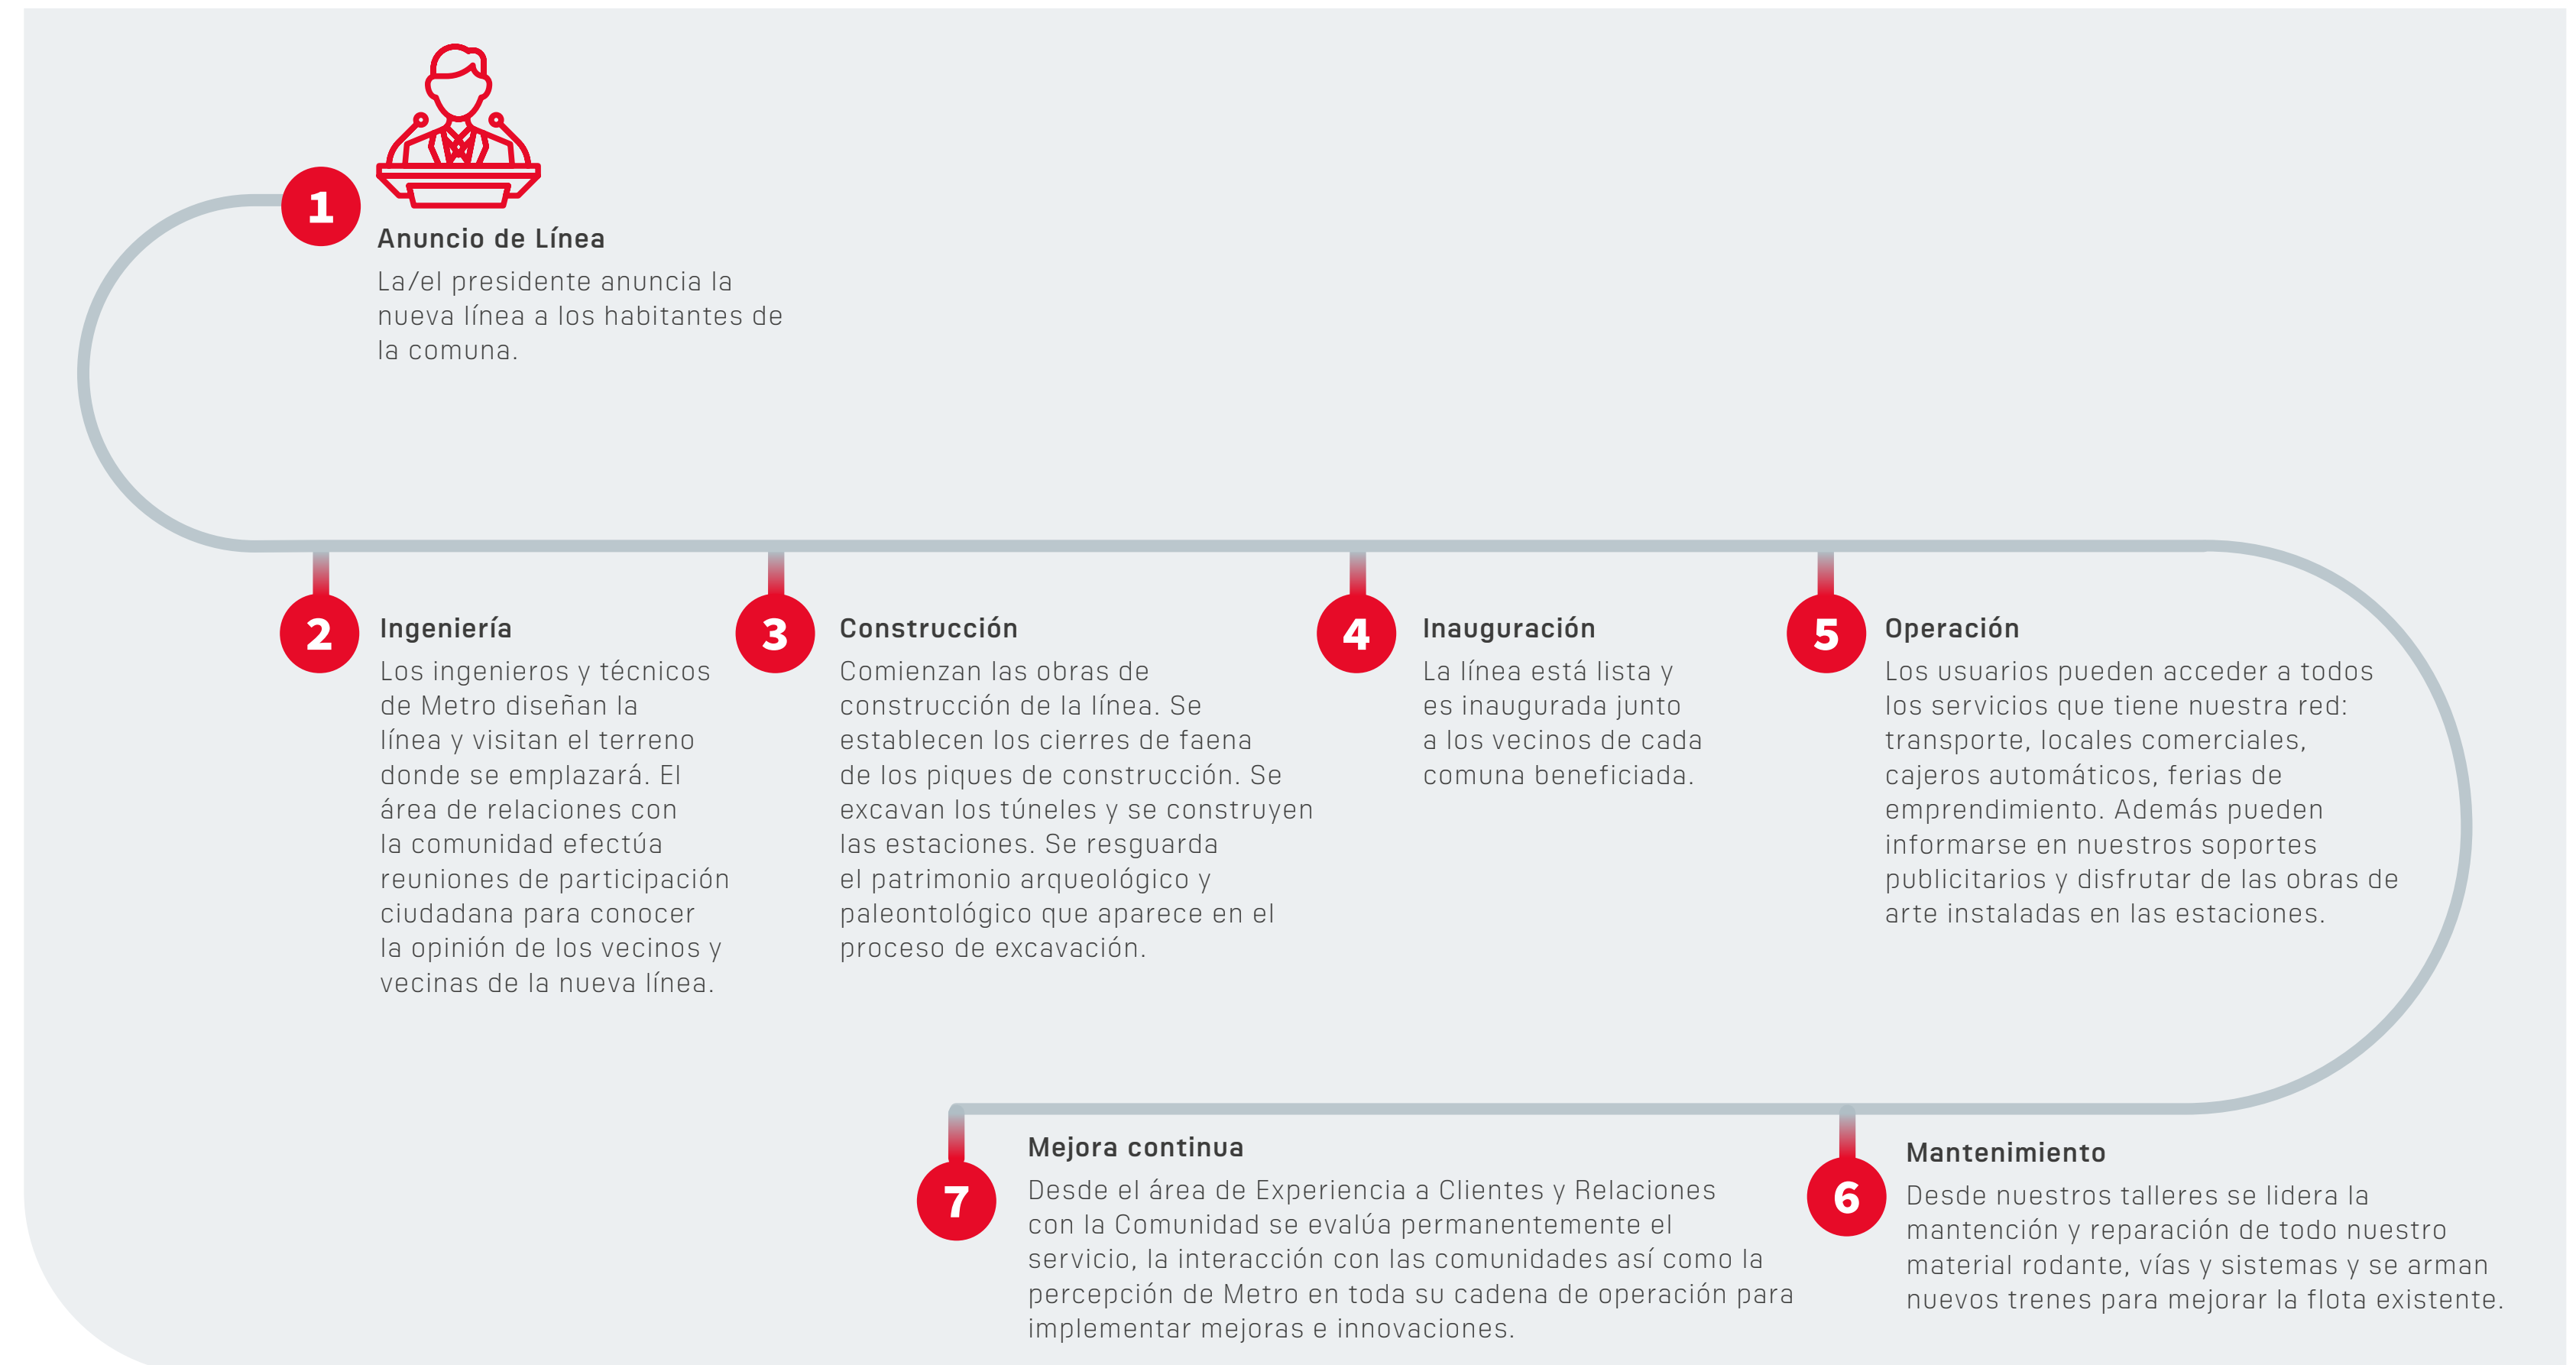 1
Anuncio de Línea
La/el presidente anuncia la
nueva línea a los habitantes de
la comuna.
2
Ingeniería
Los ingenieros y técnicos
de Metro diseñan la
línea y visitan el terreno
donde se emplazará. El
área de relaciones con
la comunidad efectúa
reuniones de participación
ciudadana para conocer
la opinión de los vecinos y
vecinas de la nueva línea.
3
Construcción
Comienzan las obras de
construcción de la línea. Se
establecen los cierres de faena
de los piques de construcción. Se
excavan los túneles y se construyen
las estaciones. Se resguarda
el patrimonio arqueológico y
paleontológico que aparece en el
proceso de excavación.
4
Inauguración
La línea está lista y
es inaugurada junto
a los vecinos de cada
comuna beneficiada.
5
Operación
Los usuarios pueden acceder a todos
los servicios que tiene nuestra red:
transporte, locales comerciales,
cajeros automáticos, ferias de
emprendimiento. Además pueden
informarse en nuestros soportes
publicitarios y disfrutar de las obras de
arte instaladas en las estaciones.
6
Mantenimiento
Desde nuestros talleres se lidera la
mantención y reparación de todo nuestro
material rodante, vías y sistemas y se arman
nuevos trenes para mejorar la flota existente.
7
Mejora continua
Desde el área de Experiencia a Clientes y Relaciones
con la Comunidad se evalúa permanentemente el
servicio, la interacción con las comunidades así como la
percepción de Metro en toda su cadena de operación para
implementar mejoras e innovaciones.